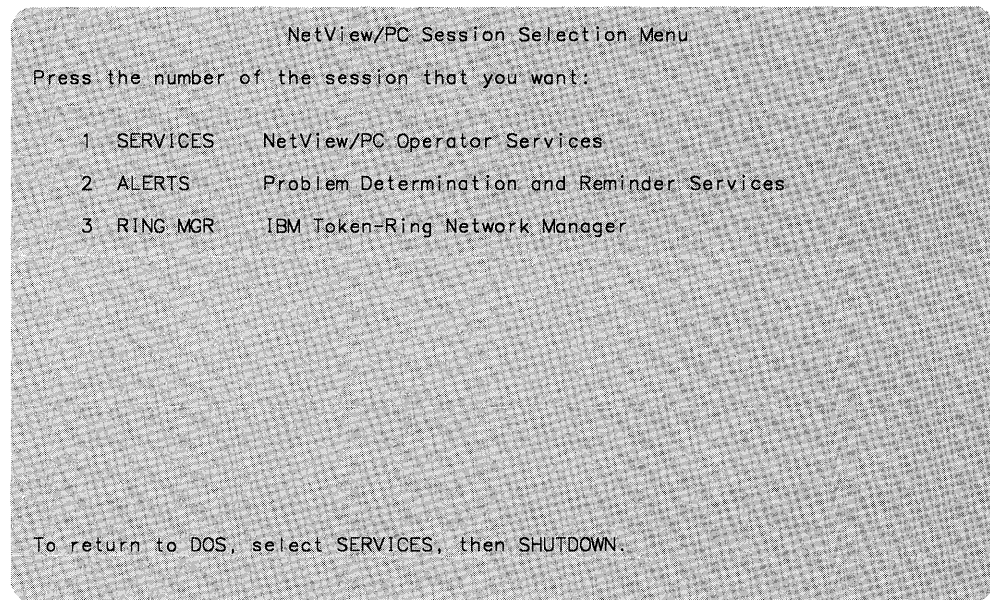 NetView/PC Session Selection Menu
Press the number of the session that you want:
1 SERVICES NetView/PC Operator Services
2 ALERTS Problem Determination and Reminder Services
3 RING MGR IBM Token-Ring Network Manager
To return to DOS, select SERVICES, then SHUTDOWN.